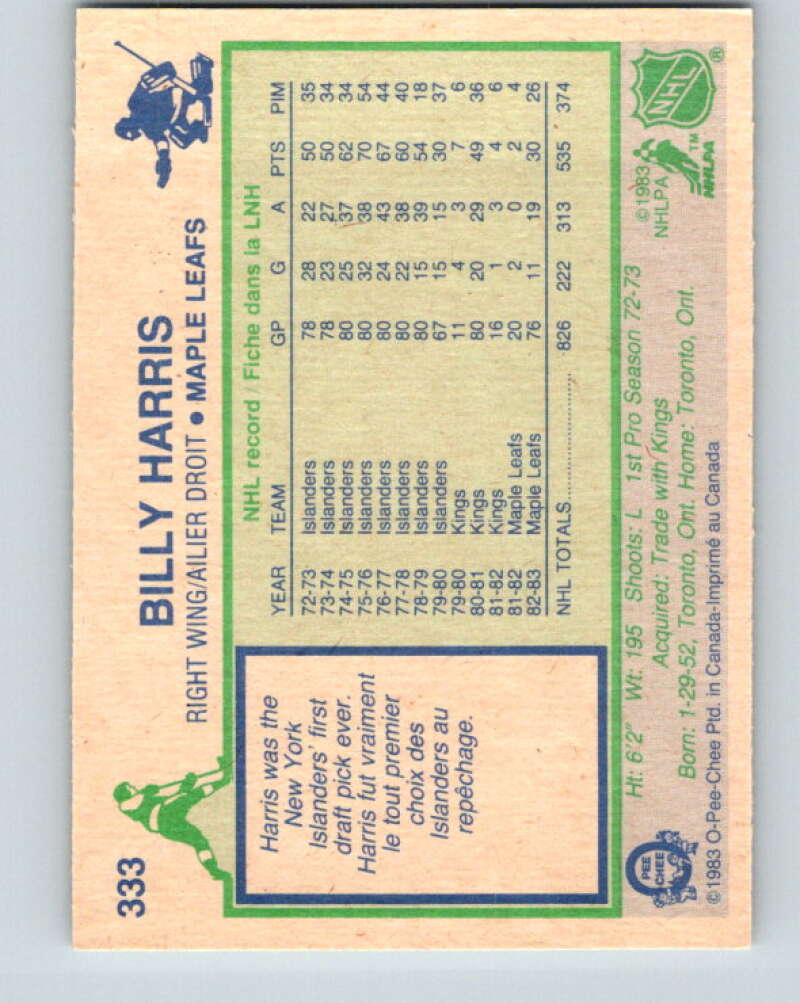 333
BILLY HARRIS
RIGHT WING/AILIER DROIT • MAPLE LEAFS
Harris was the
New York
Islanders' first
draft pick ever.
Harris fut vraiment
le tout premier
choix des
Islanders au
repêchage.
NHL record / Fiche dans la LNH
YEAR TEAM GP G A PTS PIM
72-73 Islanders 78 28 22 50 35
73-74 Islanders 78 23 27 50 34
74-75 Islanders 80 25 37 62 34
75-76 Islanders 80 32 38 70 54
76-77 Islanders 80 24 43 67 44
77-78 Islanders 80 22 38 60 40
78-79 Islanders 80 15 39 54 18
79-80 Islanders 67 15 15 30 37
79-80 Kings 11 4 3 7 6
80-81 Kings 80 20 29 49 36
81-82 Kings 16 1 3 4 6
81-82 Maple Leafs 20 2 0 2 4
82-83 Maple Leafs 76 11 19 30 26
NHL TOTALS 826 222 313 535 374
Ht: 6'2" Wt: 195 Shoots: L 1st Pro Season 72-73
Acquired: Trade with Kings
Born: 1-29-52, Toronto, Ont. Home: Toronto, Ont.
©1983 O-Pee-Chee Ptd. in Canada-Imprimé au Canada
PEE
CHEE
©1983
NHLPA
NHL ®
TM
NHLPA